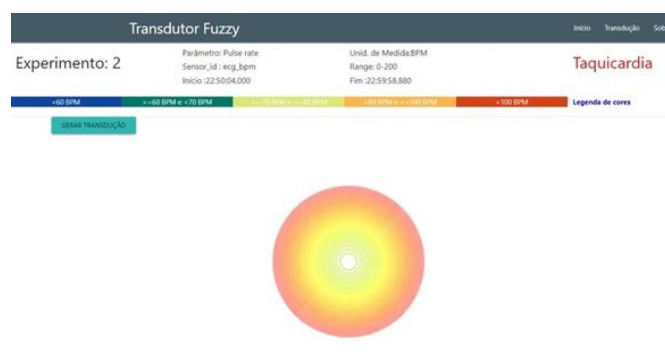 Transdutor Fuzzy
Início Transdução Sob
Experimento: 2
Parâmetro: Pulse rate
Sensor_id : ecg_bpm
Início :22:50:04,000
Unid. de Medida:BPM
Range: 0-200
Fim :22:59:58,880
Taquicardia
<60 BPM
>=60 BPM e <70 BPM
>100 BPM
Legenda de cores
GERAR TRANSDUÇÃO